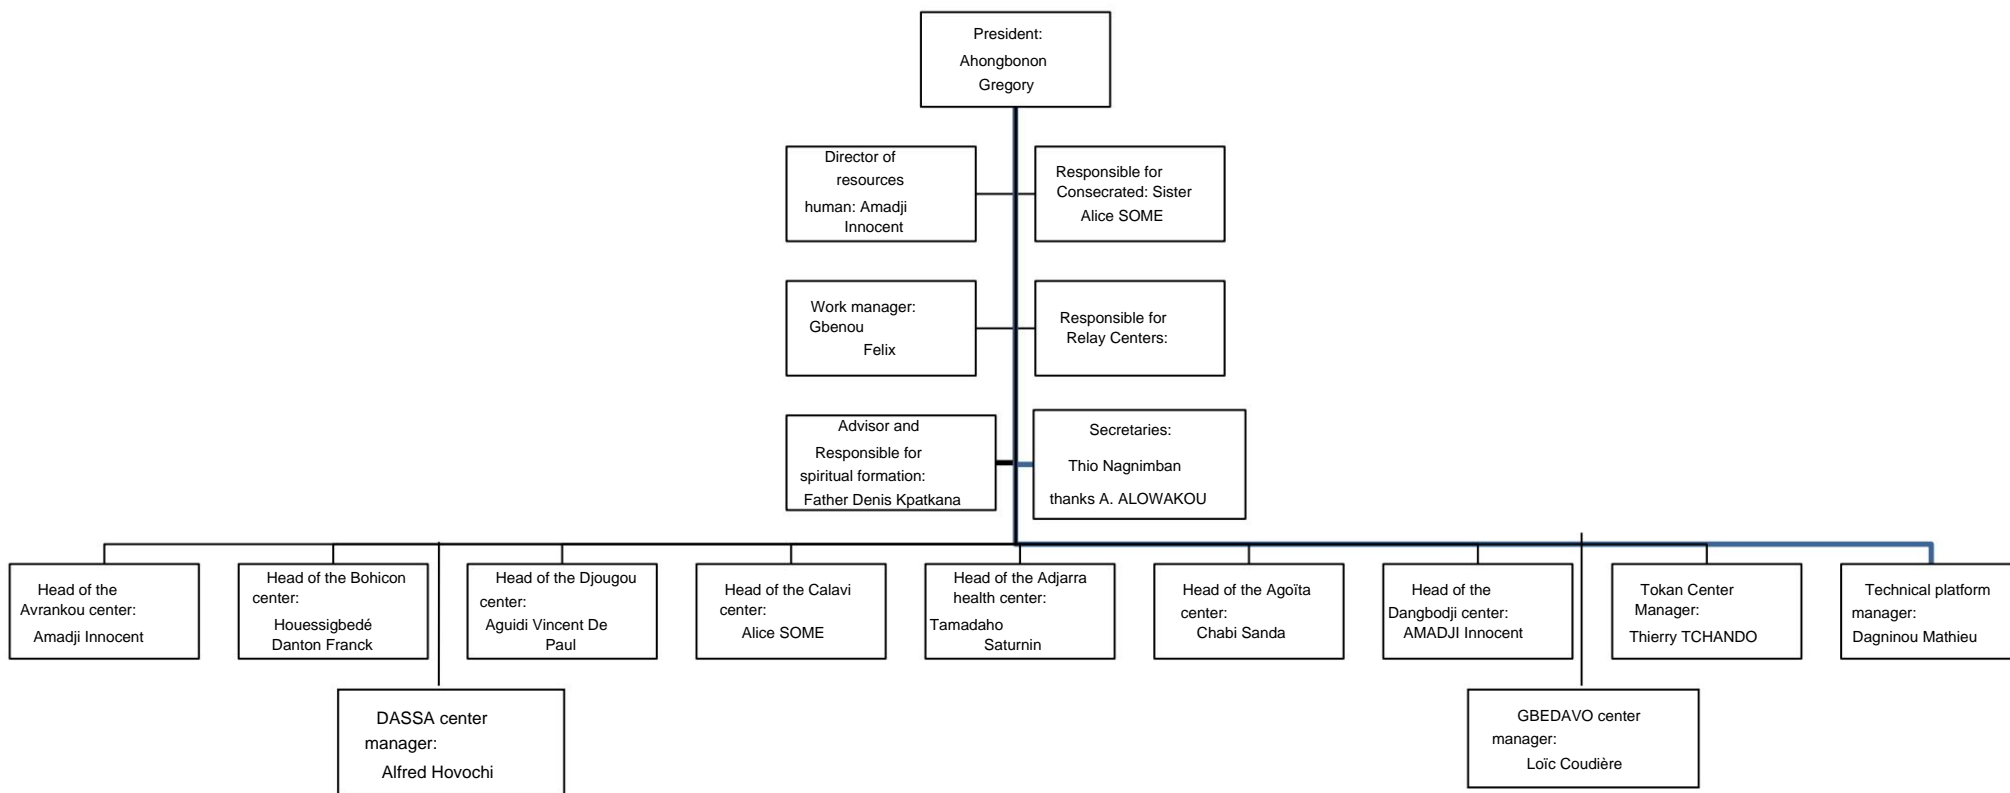 President:
Ahongbonon
Gregory
Director of
resources
human: Amadji
Innocent
Responsible for
Consecrated: Sister
Alice SOME
Work manager:
Gbenou
Felix
Responsible for
Relay Centers:
Advisor and
Responsible for
spiritual formation:
Father Denis Kpatkana
Secretaries:
Thio Nagnimban
thanks A. ALOWAKOU
Head of the
Avrankou center:
Amadji Innocent
Head of the Bohicon
center:
Houessigbedé
Danton Franck
Head of the Djougou
center:
Aguidi Vincent De
Paul
Head of the Calavi
center:
Alice SOME
Head of the Adjarra
health center:
Tamadaho
Saturnin
Head of the Agoïta
center:
Chabi Sanda
Head of the
Dangbodji center:
AMADJI Innocent
Tokan Center
Manager:
Thierry TCHANDO
Technical platform
manager:
Dagninou Mathieu
DASSA center
manager:
Alfred Hovochi
GBEDAVO center
manager:
Loïc Coudière